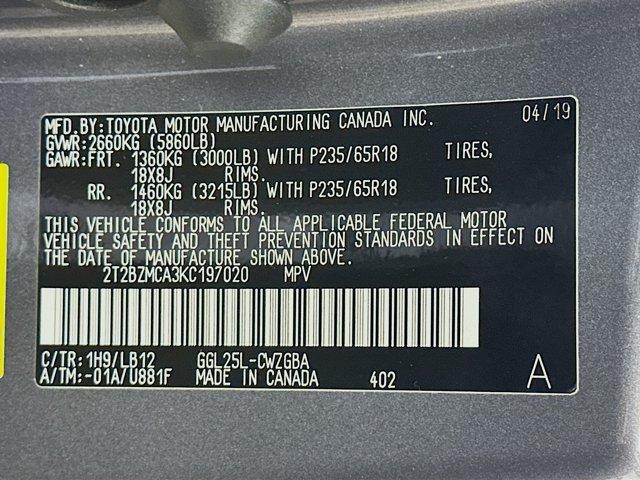 MFD.BY:TOYOTA MOTOR MANUFACTURING CANADA INC. 04/19
GVWR:2660KG (5860LB)
GAWR:FRT. 1360KG (3000LB) WITH P235/65R18 TIRES,
18X8J RIMS.
RR. 1460KG (3215LB) WITH P235/65R18 TIRES,
18X8J RIMS.
THIS VEHICLE CONFORMS TO ALL APPLICABLE FEDERAL MOTOR
VEHICLE SAFETY AND THEFT PREVENTION STANDARDS IN EFFECT ON
THE DATE OF MANUFACTURE SHOWN ABOVE.
2T2BZMCA3KC197020 MPV
C/TR:1H9/LB12 GGL25L-CWZGBA
A/TM:-01A/U881F MADE IN CANADA 402 A